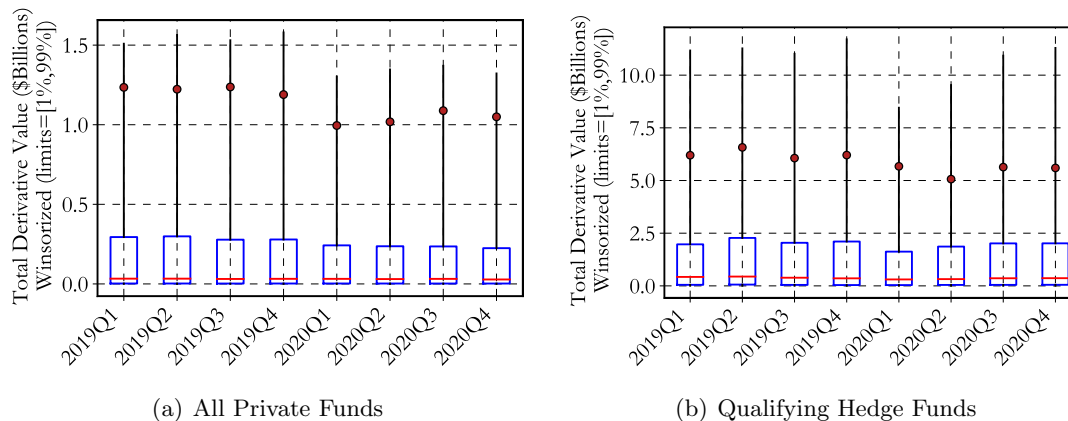 Total Derivative Value ($Billions)
Winsorized (limits=[1%,99%])
1.5
1.0
0.5
0.0
2019Q1
2019Q2
2019Q3
2019Q4
2020Q1
2020Q2
2020Q3
2020Q4
(a) All Private Funds
Total Derivative Value ($Billions)
Winsorized (limits=[1%,99%])
10.0
7.5
5.0
2.5
0.0
2019Q1
2019Q2
2019Q3
2019Q4
2020Q1
2020Q2
2020Q3
2020Q4
(b) Qualifying Hedge Funds